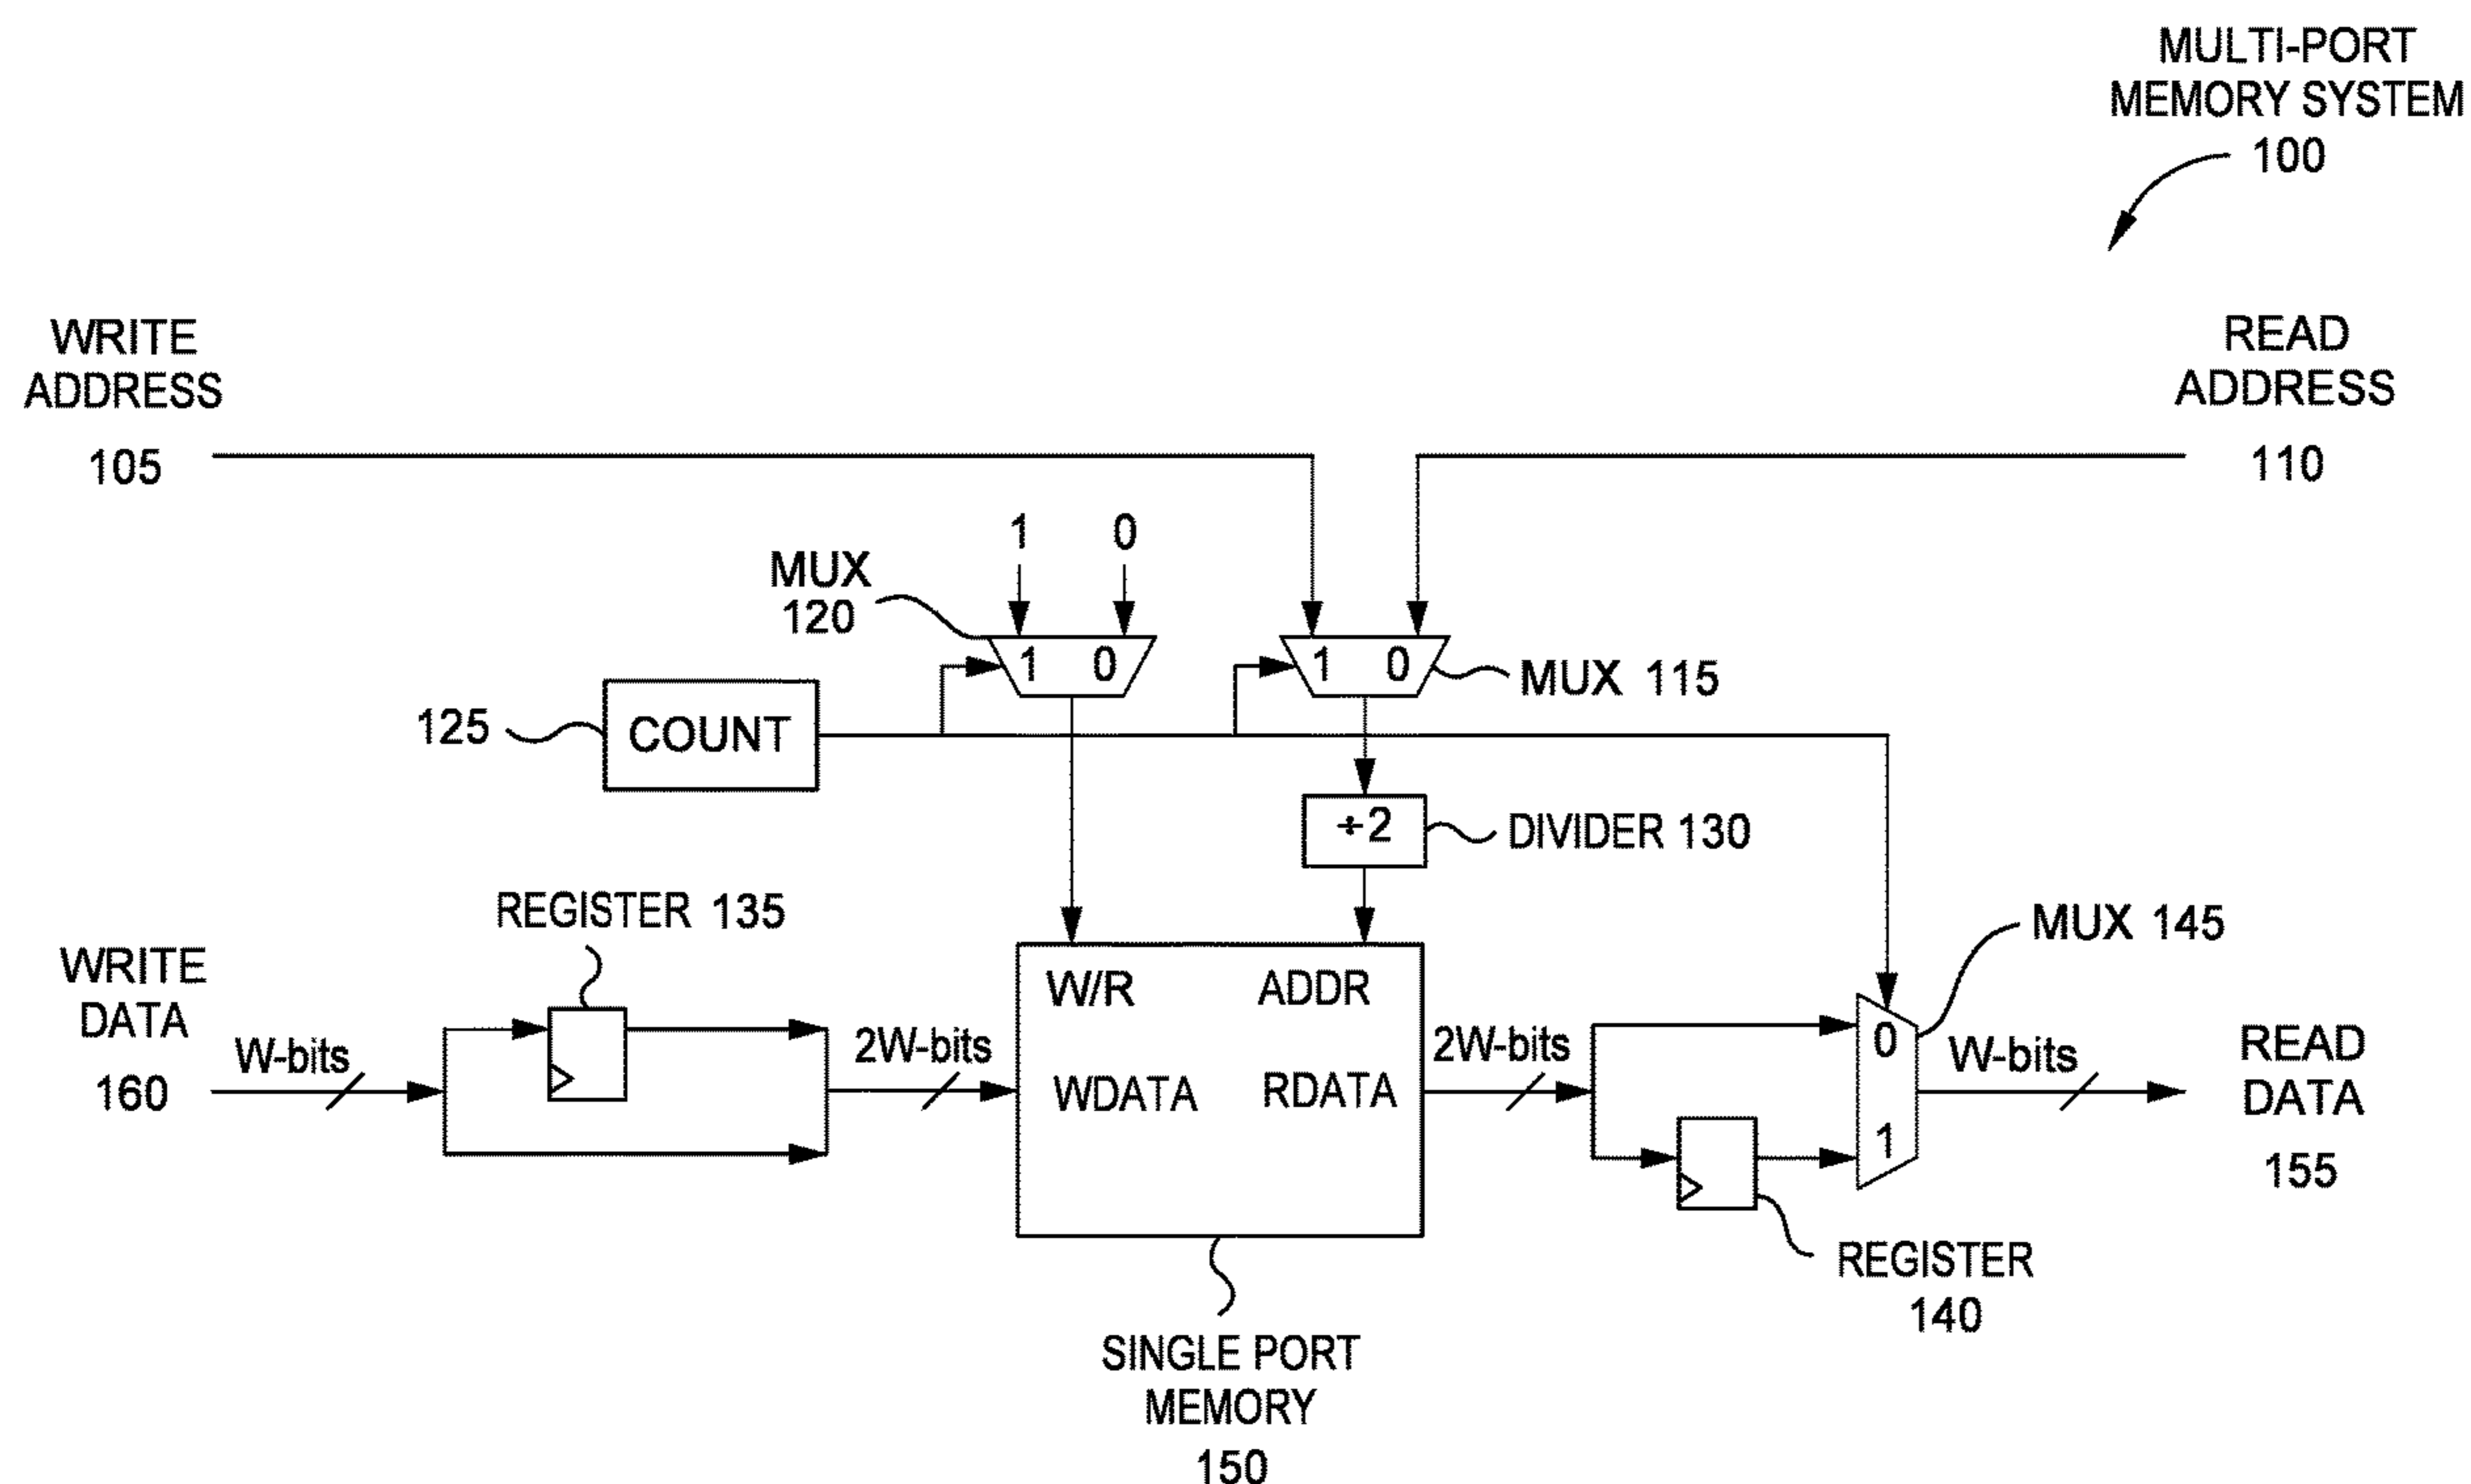 MULTI-PORT
MEMORY SYSTEM
100
WRITE
ADDRESS
105
READ
ADDRESS
110
1 0
MUX
120
1 0
1 0
MUX 115
125
COUNT
÷2
DIVIDER 130
REGISTER 135
MUX 145
WRITE
DATA
160
W-bits
2W-bits
W/R ADDR
WDATA RDATA
2W-bits
0
1
W-bits
READ
DATA
155
REGISTER
140
SINGLE PORT
MEMORY
150